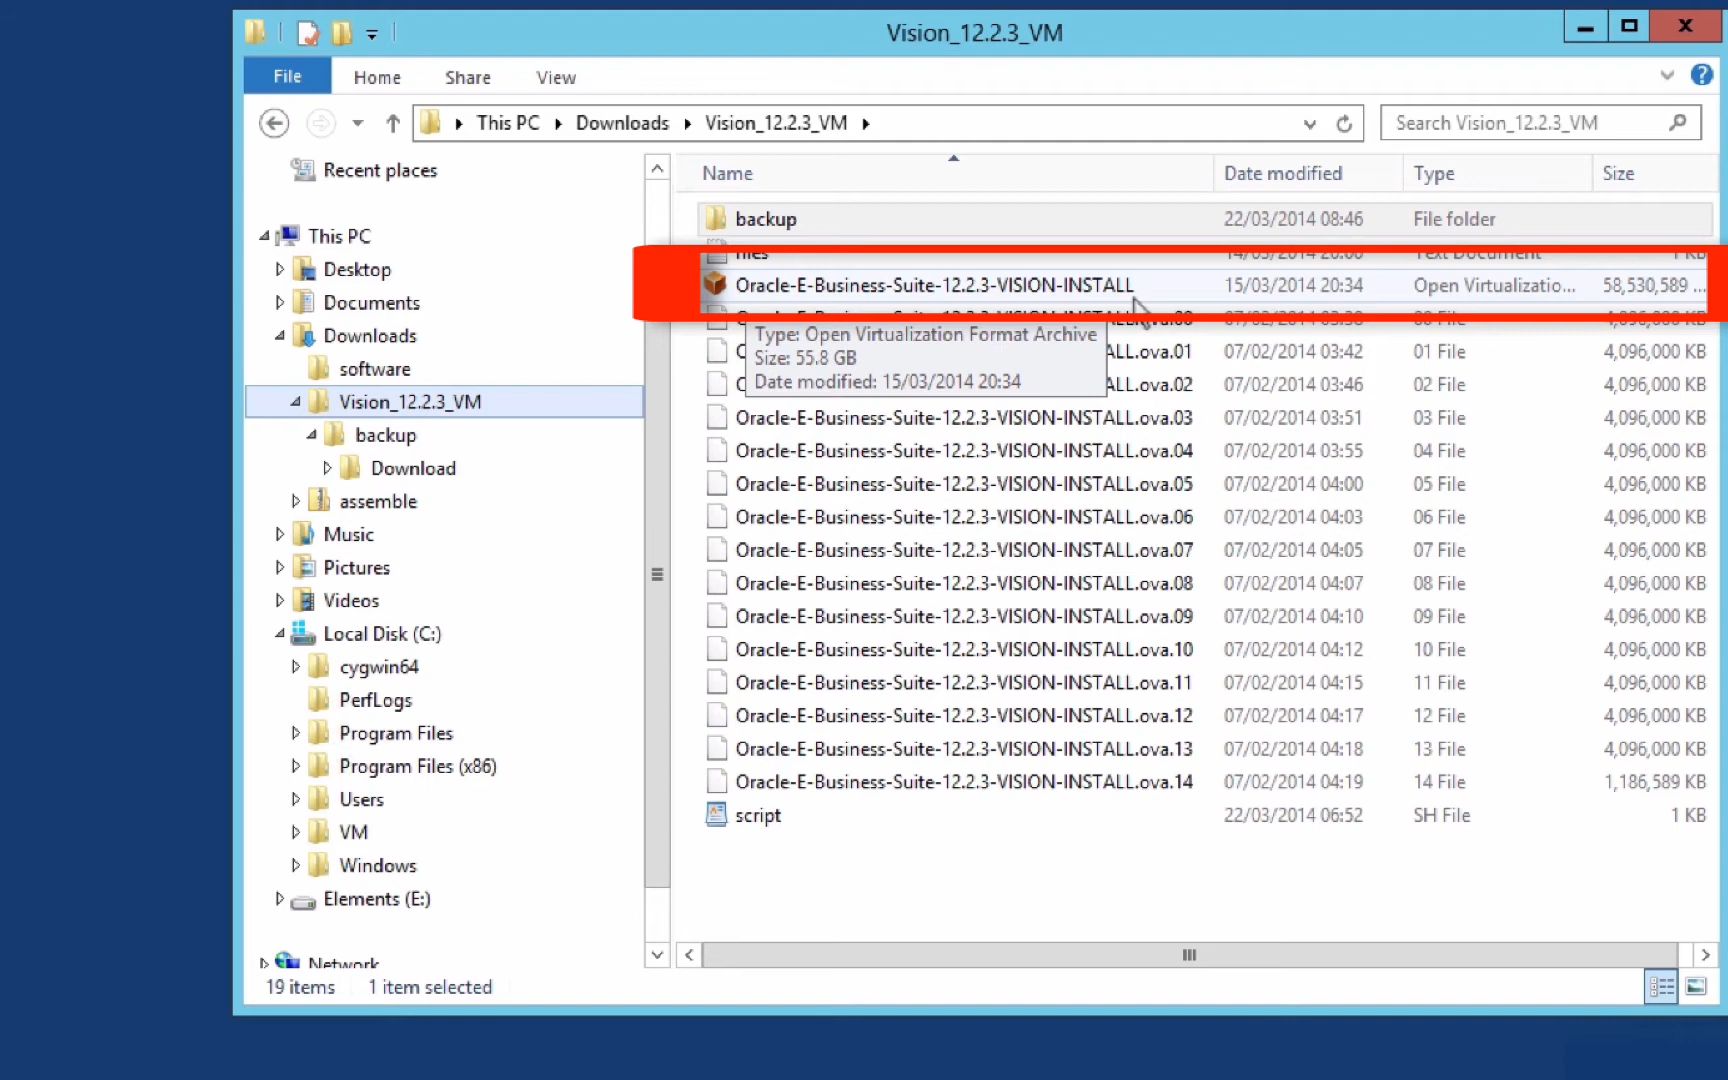 Vision_12.2.3_VM
File Home Share View
This PC Downloads Vision_12.2.3_VM
Search Vision_12.2.3_VM
Recent places
This PC
Desktop
Documents
Downloads
software
Vision_12.2.3_VM
backup
Download
assemble
Music
Pictures
Videos
Local Disk (C:)
cygwin64
PerfLogs
Program Files
Program Files (x86)
Users
VM
Windows
Elements (E:)
Network
Name Date modified Type Size
backup 22/03/2014 08:46 File folder
files Text Document 1 KB
Oracle-E-Business-Suite-12.2.3-VISION-INSTALL 15/03/2014 20:34 Open Virtualizatio... 58,530,589 ...
Type: Open Virtualization Format Archive
Size: 55.8 GB
Date modified: 15/03/2014 20:34
ALL.ova.01 07/02/2014 03:42 01 File 4,096,000 KB
ALL.ova.02 07/02/2014 03:46 02 File 4,096,000 KB
Oracle-E-Business-Suite-12.2.3-VISION-INSTALL.ova.03 07/02/2014 03:51 03 File 4,096,000 KB
Oracle-E-Business-Suite-12.2.3-VISION-INSTALL.ova.04 07/02/2014 03:55 04 File 4,096,000 KB
Oracle-E-Business-Suite-12.2.3-VISION-INSTALL.ova.05 07/02/2014 04:00 05 File 4,096,000 KB
Oracle-E-Business-Suite-12.2.3-VISION-INSTALL.ova.06 07/02/2014 04:03 06 File 4,096,000 KB
Oracle-E-Business-Suite-12.2.3-VISION-INSTALL.ova.07 07/02/2014 04:05 07 File 4,096,000 KB
Oracle-E-Business-Suite-12.2.3-VISION-INSTALL.ova.08 07/02/2014 04:07 08 File 4,096,000 KB
Oracle-E-Business-Suite-12.2.3-VISION-INSTALL.ova.09 07/02/2014 04:10 09 File 4,096,000 KB
Oracle-E-Business-Suite-12.2.3-VISION-INSTALL.ova.10 07/02/2014 04:12 10 File 4,096,000 KB
Oracle-E-Business-Suite-12.2.3-VISION-INSTALL.ova.11 07/02/2014 04:15 11 File 4,096,000 KB
Oracle-E-Business-Suite-12.2.3-VISION-INSTALL.ova.12 07/02/2014 04:17 12 File 4,096,000 KB
Oracle-E-Business-Suite-12.2.3-VISION-INSTALL.ova.13 07/02/2014 04:18 13 File 4,096,000 KB
Oracle-E-Business-Suite-12.2.3-VISION-INSTALL.ova.14 07/02/2014 04:19 14 File 1,186,589 KB
script 22/03/2014 06:52 SH File 1 KB
19 items 1 item selected